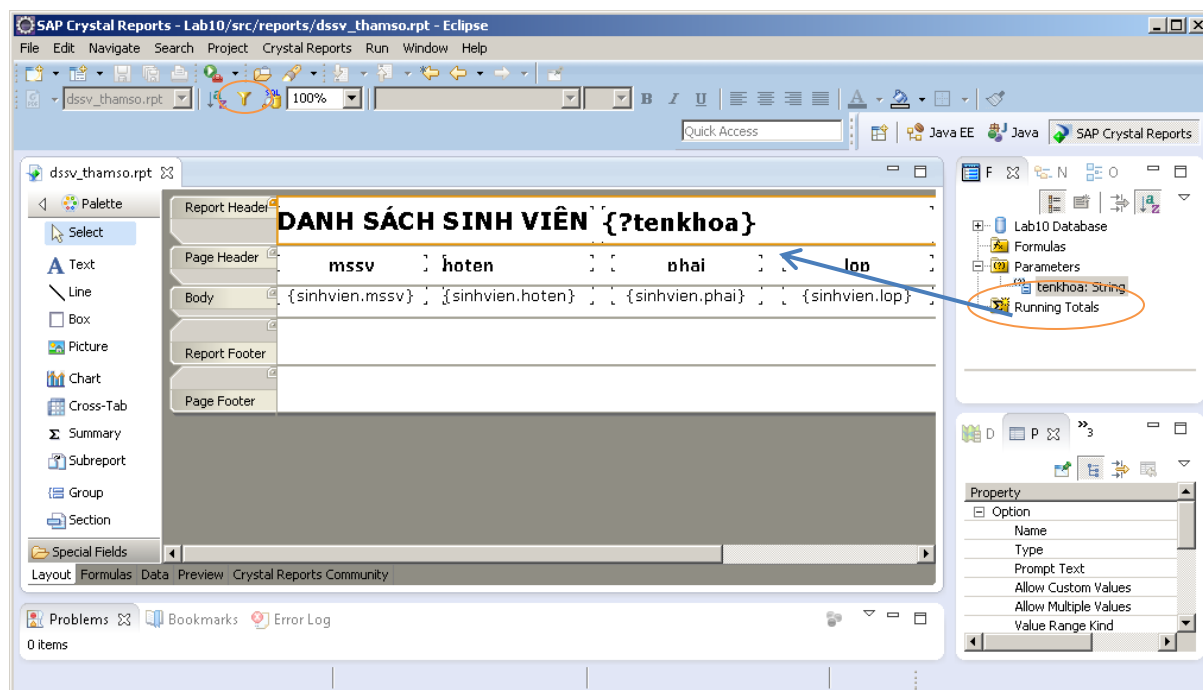 SAP Crystal Reports - Lab10/src/reports/dssv_thamso.rpt - Eclipse
File Edit Navigate Search Project Crystal Reports Run Window Help
dssv_thamso.rpt 100% B I U A
Quick Access Java EE Java SAP Crystal Reports
dssv_thamso.rpt
Palette
Select
Text
Line
Box
Picture
Chart
Cross-Tab
Summary
Subreport
Group
Section
Special Fields
Report Header DANH SÁCH SINH VIÊN {?tenkhoa}
Page Header mssv hoten phai lop
Body {sinhvien.mssv} {sinhvien.hoten} {sinhvien.phai} {sinhvien.lop}
Report Footer
Page Footer
Layout Formulas Data Preview Crystal Reports Community
Problems Bookmarks Error Log
0 items
F N O
Lab10 Database
Formulas
Parameters
tenkhoa: String
Running Totals
D P »3
Property
Option
Name
Type
Prompt Text
Allow Custom Values
Allow Multiple Values
Value Range Kind